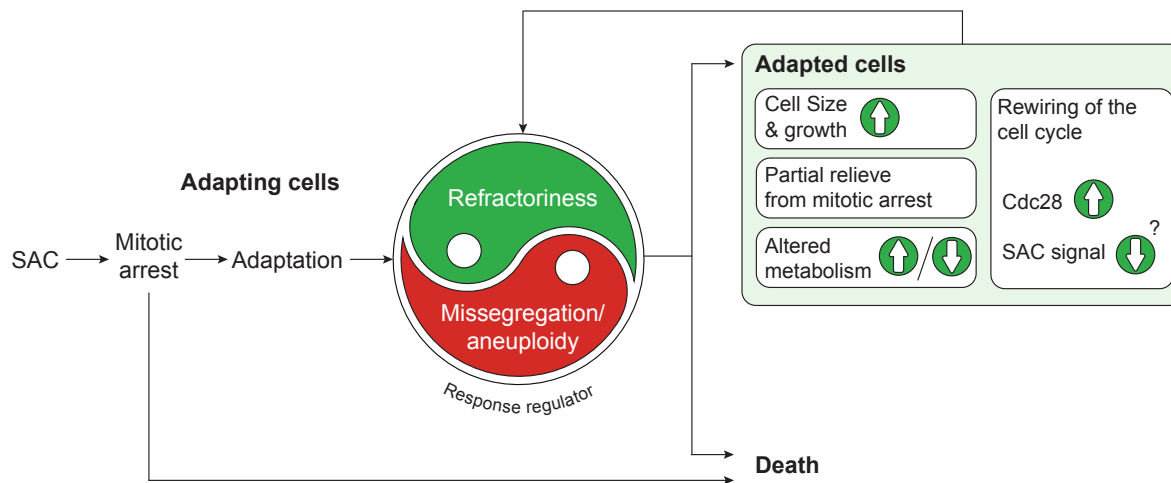 Adapting cells
SAC
Mitotic
arrest
Adaptation
Refractoriness
Missegregation/
aneuploidy
Response regulator
Adapted cells
Cell Size
& growth
Partial relieve
from mitotic arrest
Altered
metabolism
/
Rewiring of the
cell cycle
Cdc28
SAC signal
?
Death